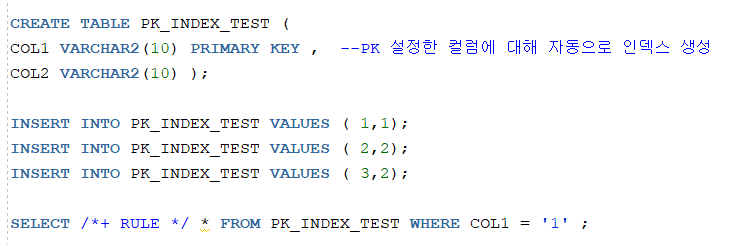 CREATE TABLE PK_INDEX_TEST (
COL1 VARCHAR2(10) PRIMARY KEY ,  --PK 설정한 컬럼에 대해 자동으로 인덱스 생성
COL2 VARCHAR2(10) );
INSERT INTO PK_INDEX_TEST VALUES ( 1,1);
INSERT INTO PK_INDEX_TEST VALUES ( 2,2);
INSERT INTO PK_INDEX_TEST VALUES ( 3,2);
SELECT /*+ RULE */ * FROM PK_INDEX_TEST WHERE COL1 = '1' ;